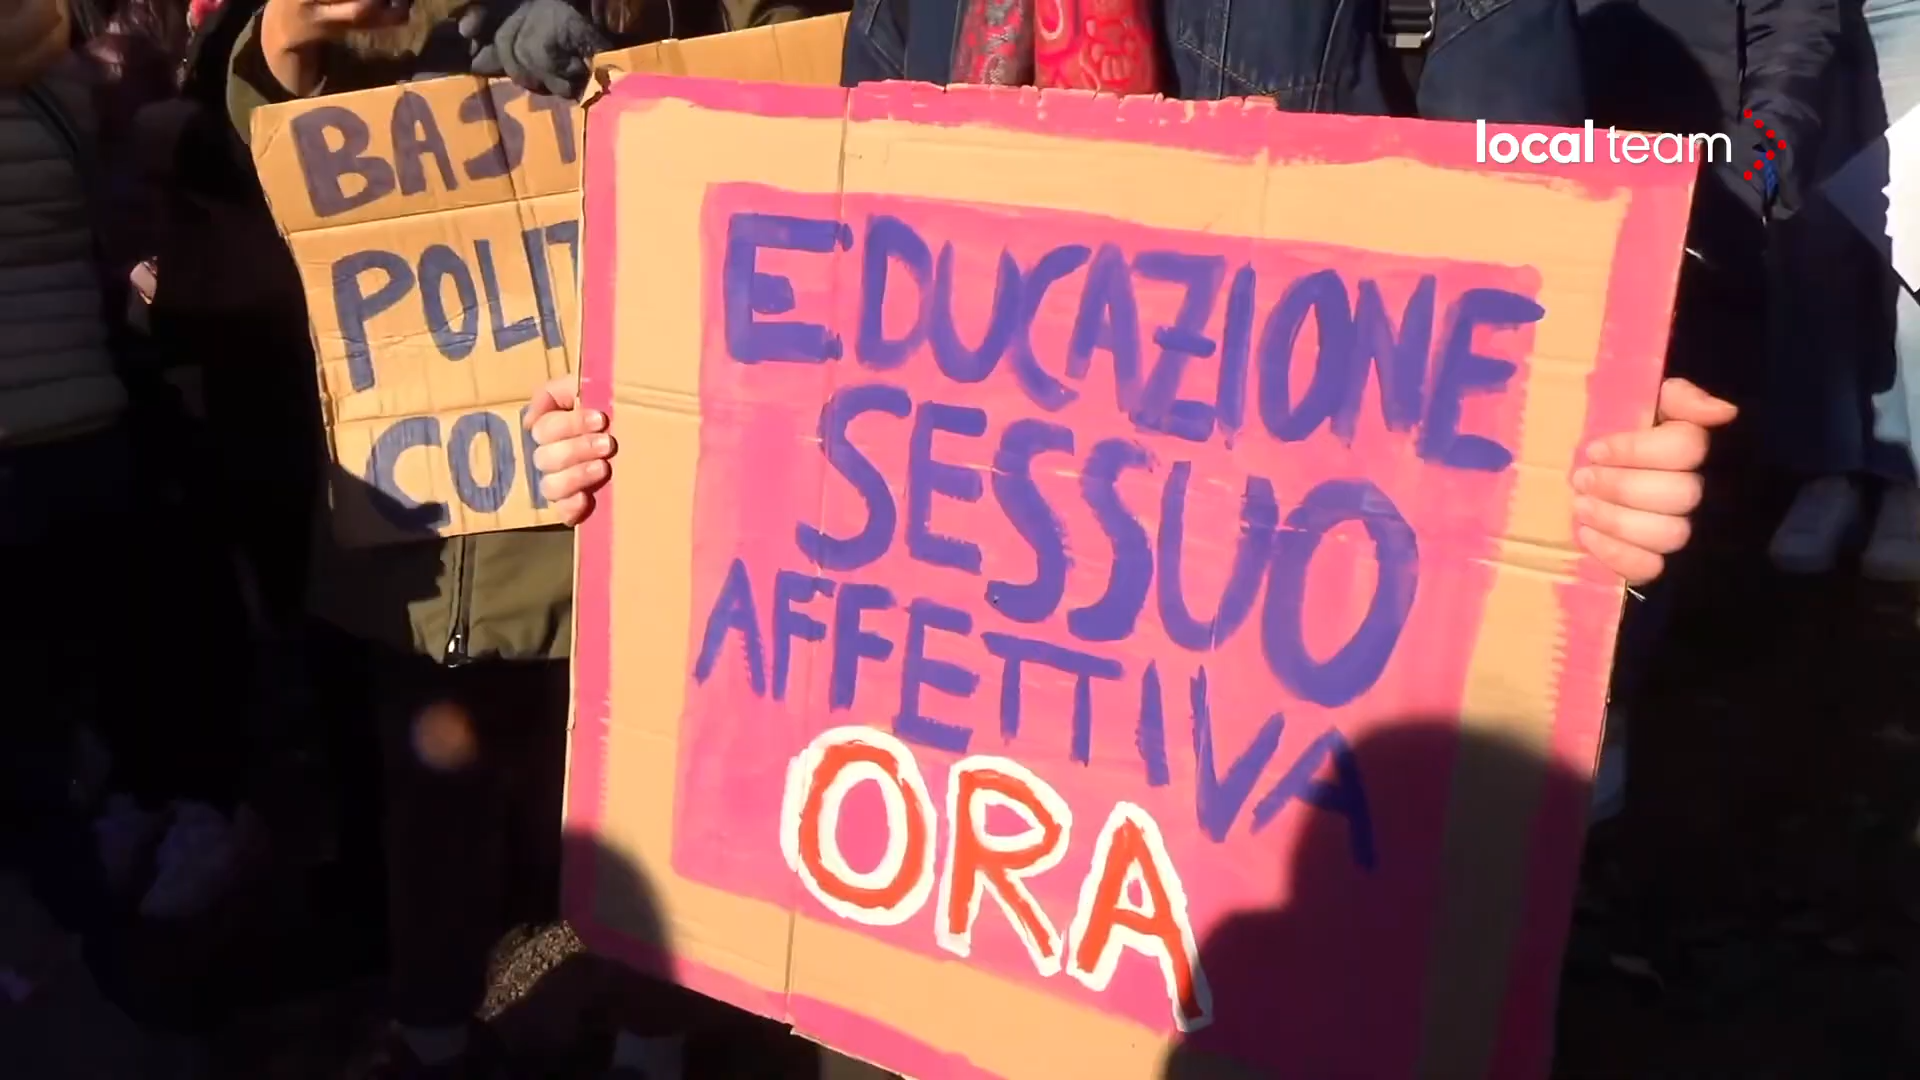 BAST
POLIT
CO
EDUCAZIONE
SESSUO
AFFETTIVA
ORA
local team